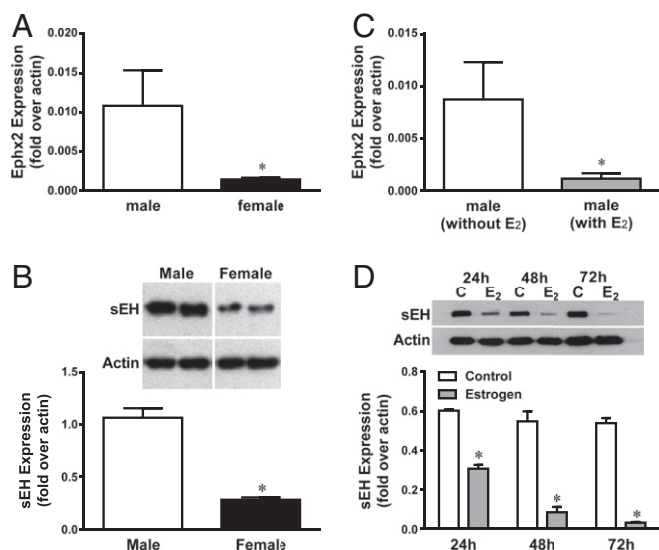 A
Ephx2 Expression
(fold over actin)
0.020
0.015
0.010
0.005
0.000
*
male female
B
Male Female
sEH
Actin
sEH Expression
(fold over actin)
1.5
1.0
0.5
0.0
*
Male Female
C
Ephx2 Expression
(fold over actin)
0.015
0.010
0.005
0.000
*
male male
(without E2) (with E2)
D
24h 48h 72h
C E2 C E2 C E2
sEH
Actin
sEH Expression
(fold over actin)
0.8
0.6
0.4
0.2
0.0
Control
Estrogen
*
*
*
24h 48h 72h